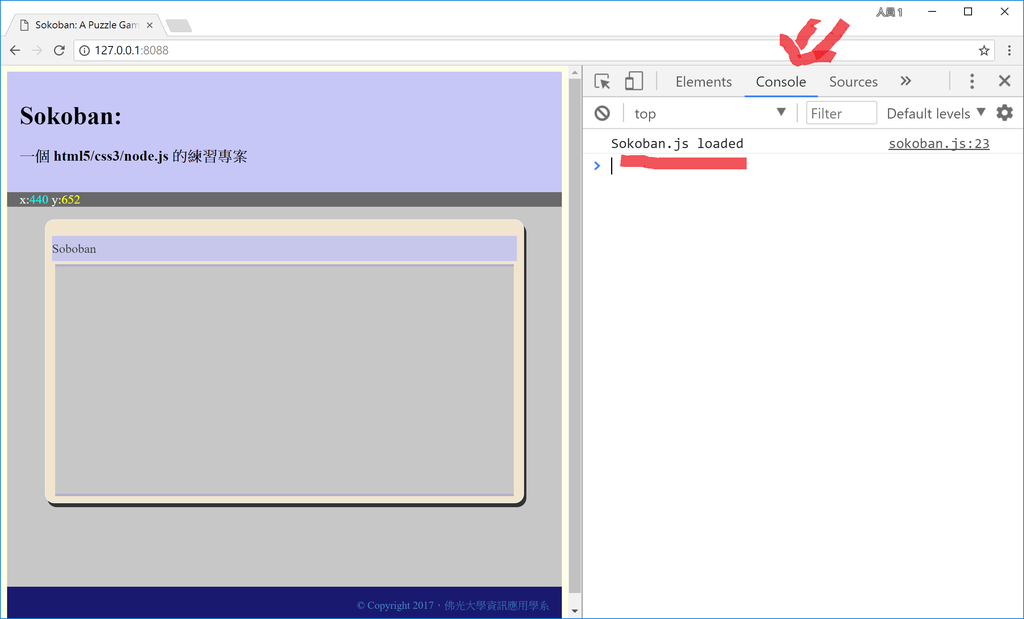 Sokoban: A Puzzle Gam
人員 1
127.0.0.1:8088
Elements Console Sources
top Filter Default levels
Sokoban.js loaded sokoban.js:23
Sokoban:
一個 html5/css3/node.js 的練習專案
x:440 y:652
Soboban
© Copyright 2017，佛光大學資訊應用學系